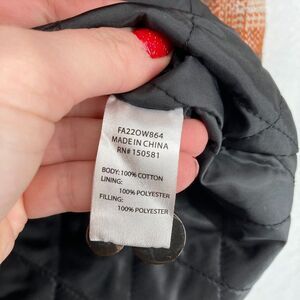 FA22OW864
MADE IN CHINA
RN# 150581
BODY: 100% COTTON
LINING:
100% POLYESTER
FILLING:
100% POLYESTER